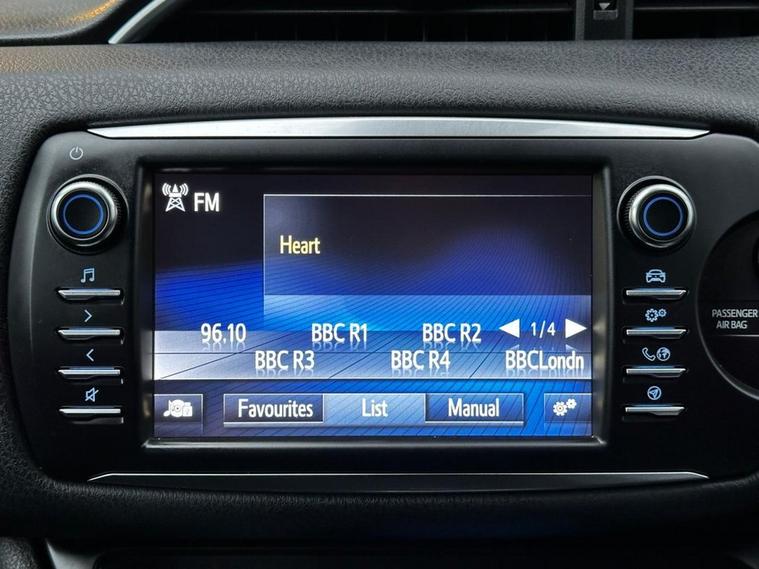 FM
Heart
96.10 BBC R1 BBC R2 1/4
BBC R3 BBC R4 BBCLondn
Favourites List Manual
PASSENGER
AIR BAG